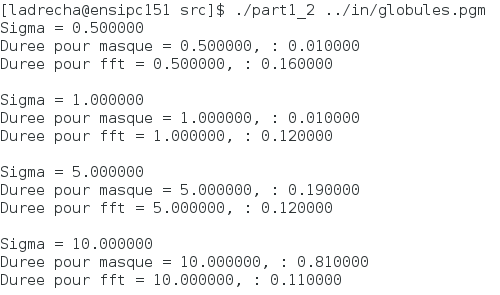 [ladrecha@ensipc151 src]$ ./part1_2 ../in/globules.pgm
Sigma = 0.500000
Duree pour masque = 0.500000, : 0.010000
Duree pour fft = 0.500000, : 0.160000
Sigma = 1.000000
Duree pour masque = 1.000000, : 0.010000
Duree pour fft = 1.000000, : 0.120000
Sigma = 5.000000
Duree pour masque = 5.000000, : 0.190000
Duree pour fft = 5.000000, : 0.120000
Sigma = 10.000000
Duree pour masque = 10.000000, : 0.810000
Duree pour fft = 10.000000, : 0.110000